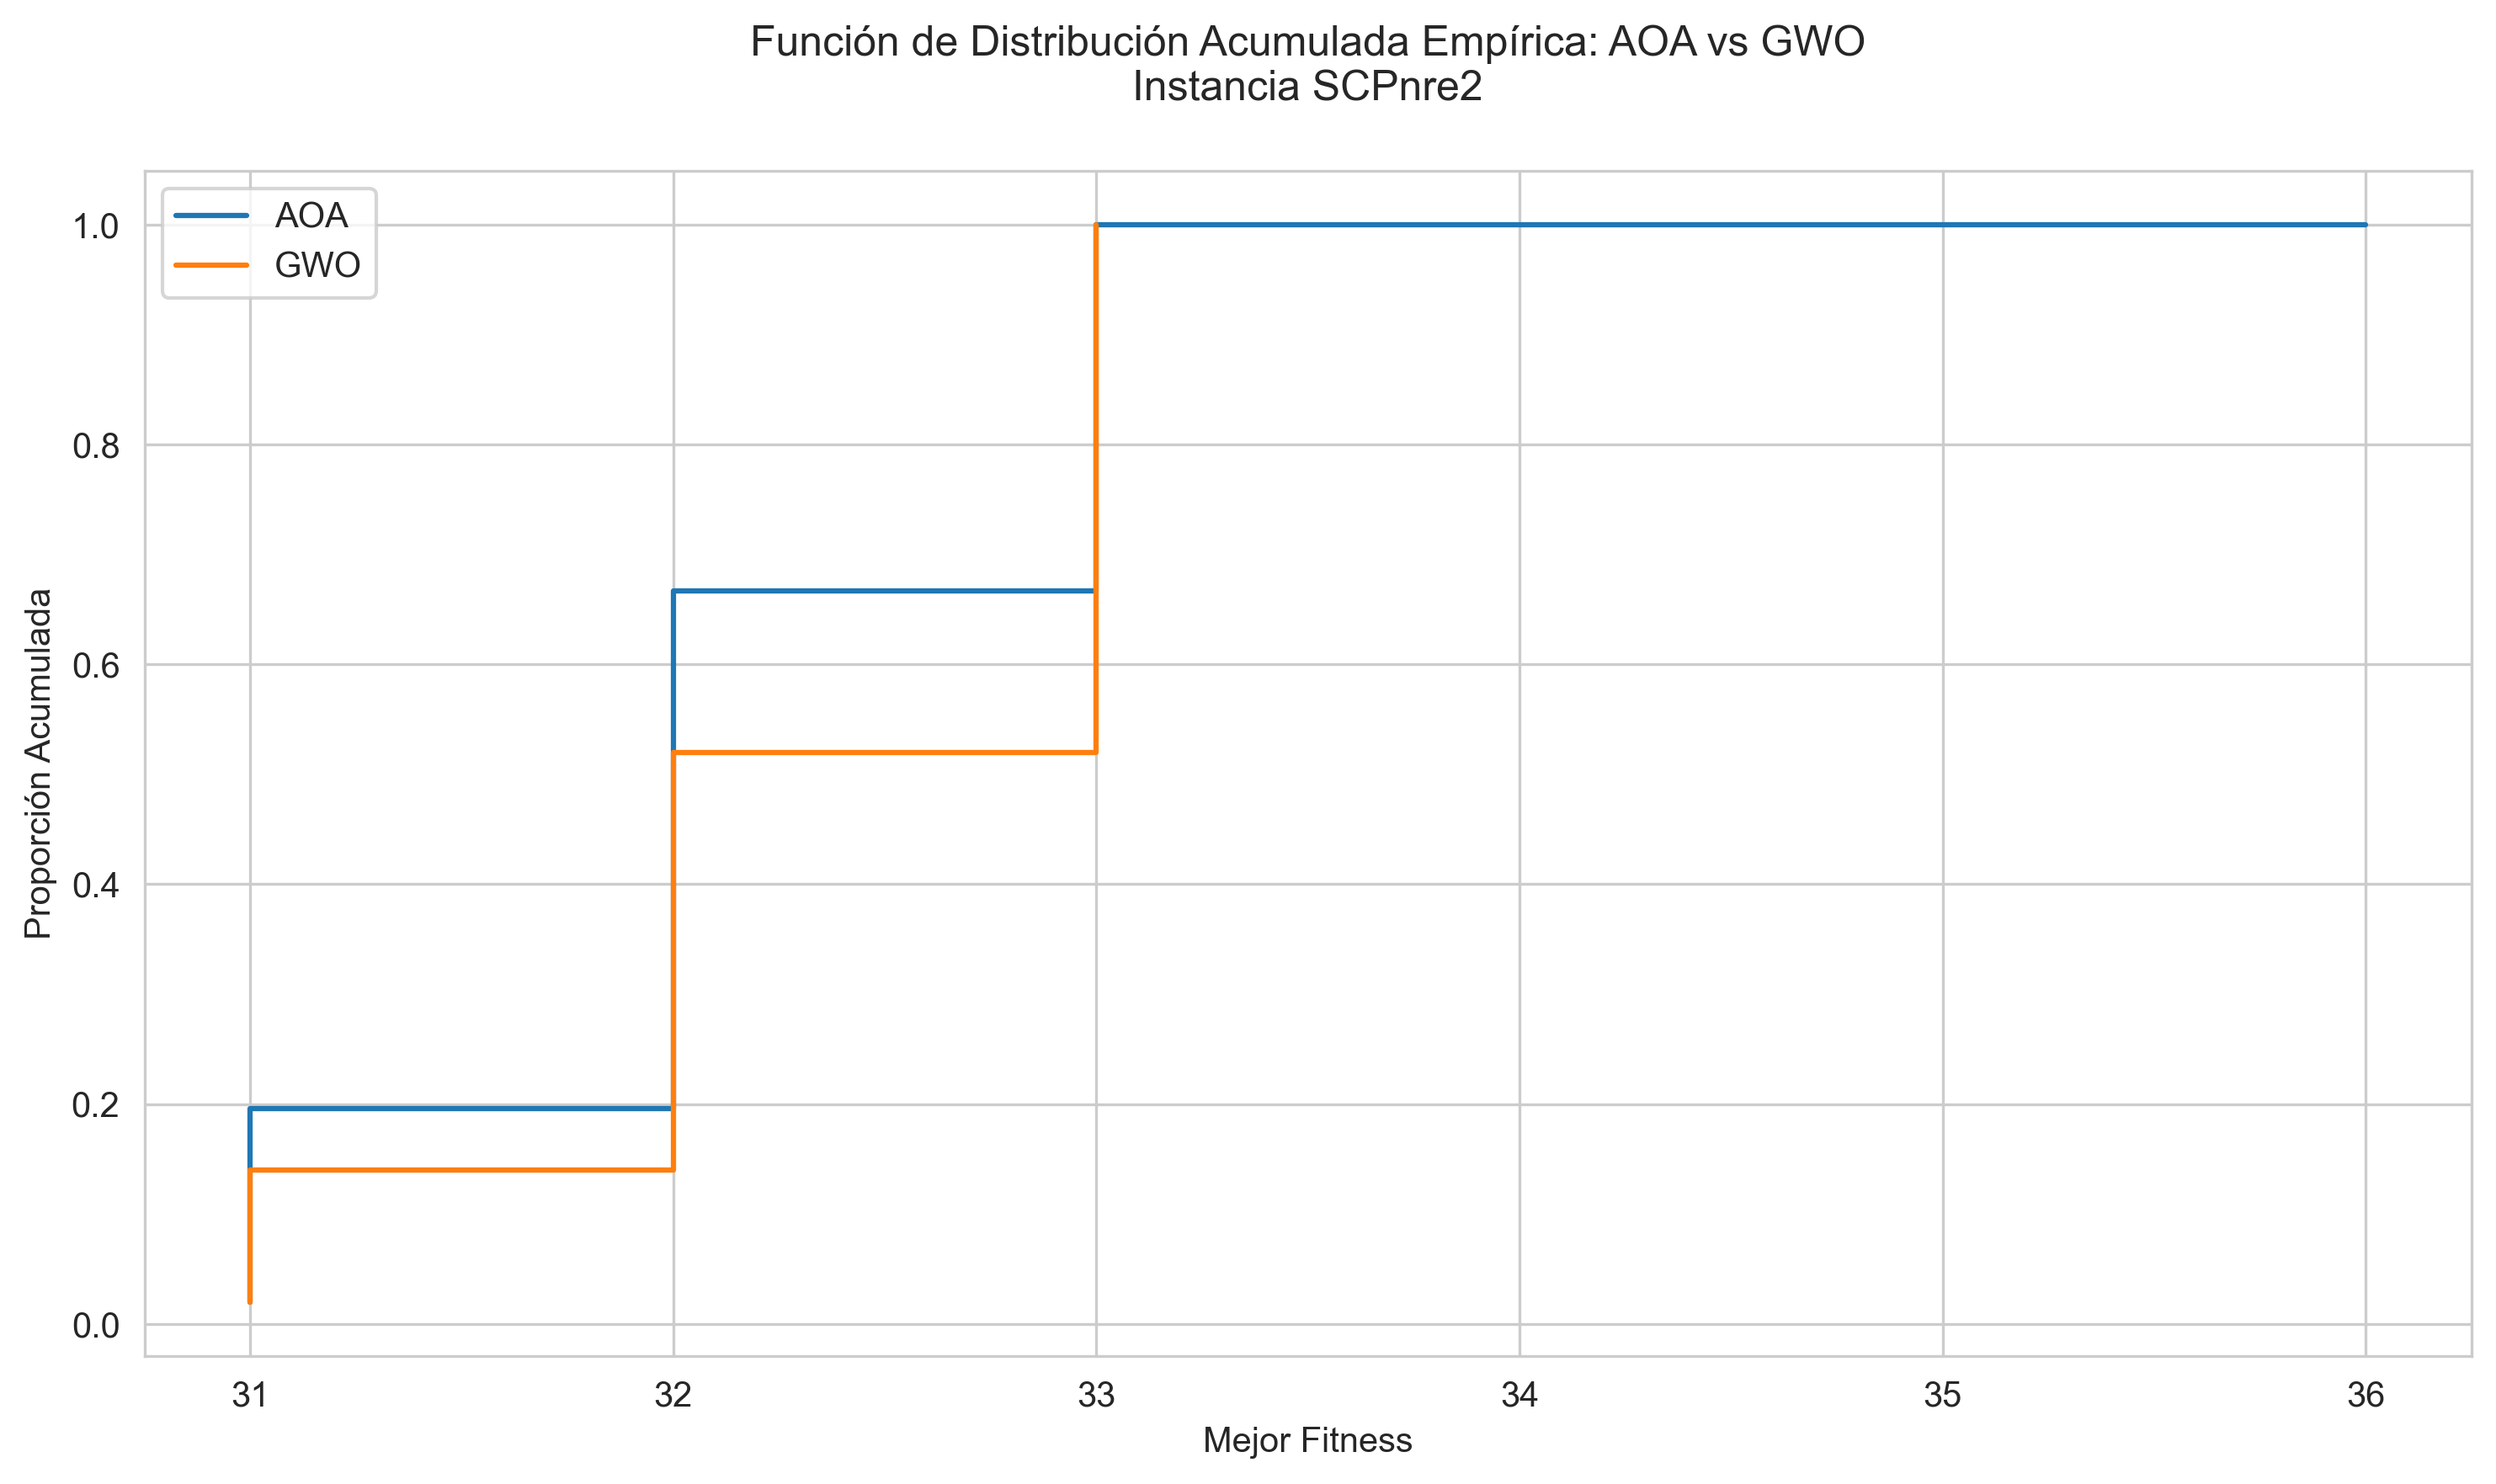 Función de Distribución Acumulada Empírica: AOA vs GWO
Instancia SCPnre2
AOA
GWO
1.0
0.8
0.6
0.4
0.2
0.0
Proporción Acumulada
31
32
33
34
35
36
Mejor Fitness